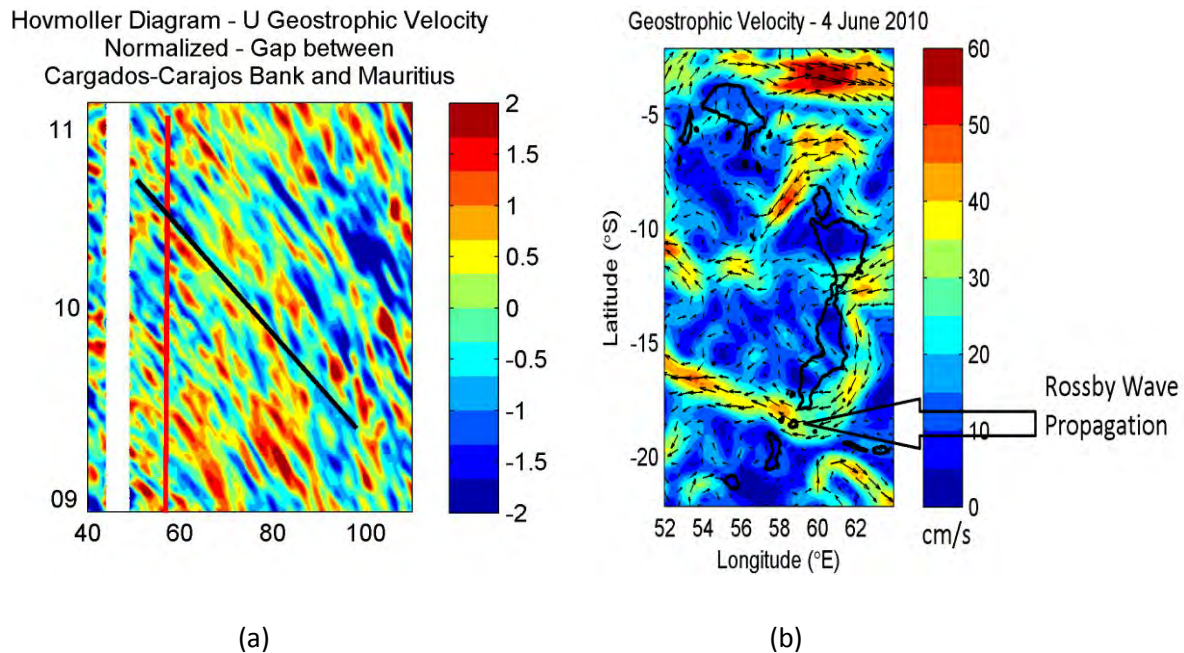 Hovmoller Diagram - U Geostrophic Velocity
Normalized - Gap between
Cargados-Carajos Bank and Mauritius
11
10
09
40 60 80 100
2
1.5
1
0.5
0
-0.5
-1
-1.5
-2
(a)
Geostrophic Velocity - 4 June 2010
Latitude (°S)
-5
-10
-15
-20
52 54 56 58 60 62
Longitude (°E)
60
50
40
30
20
10
0
cm/s
Rossby Wave
Propagation
(b)